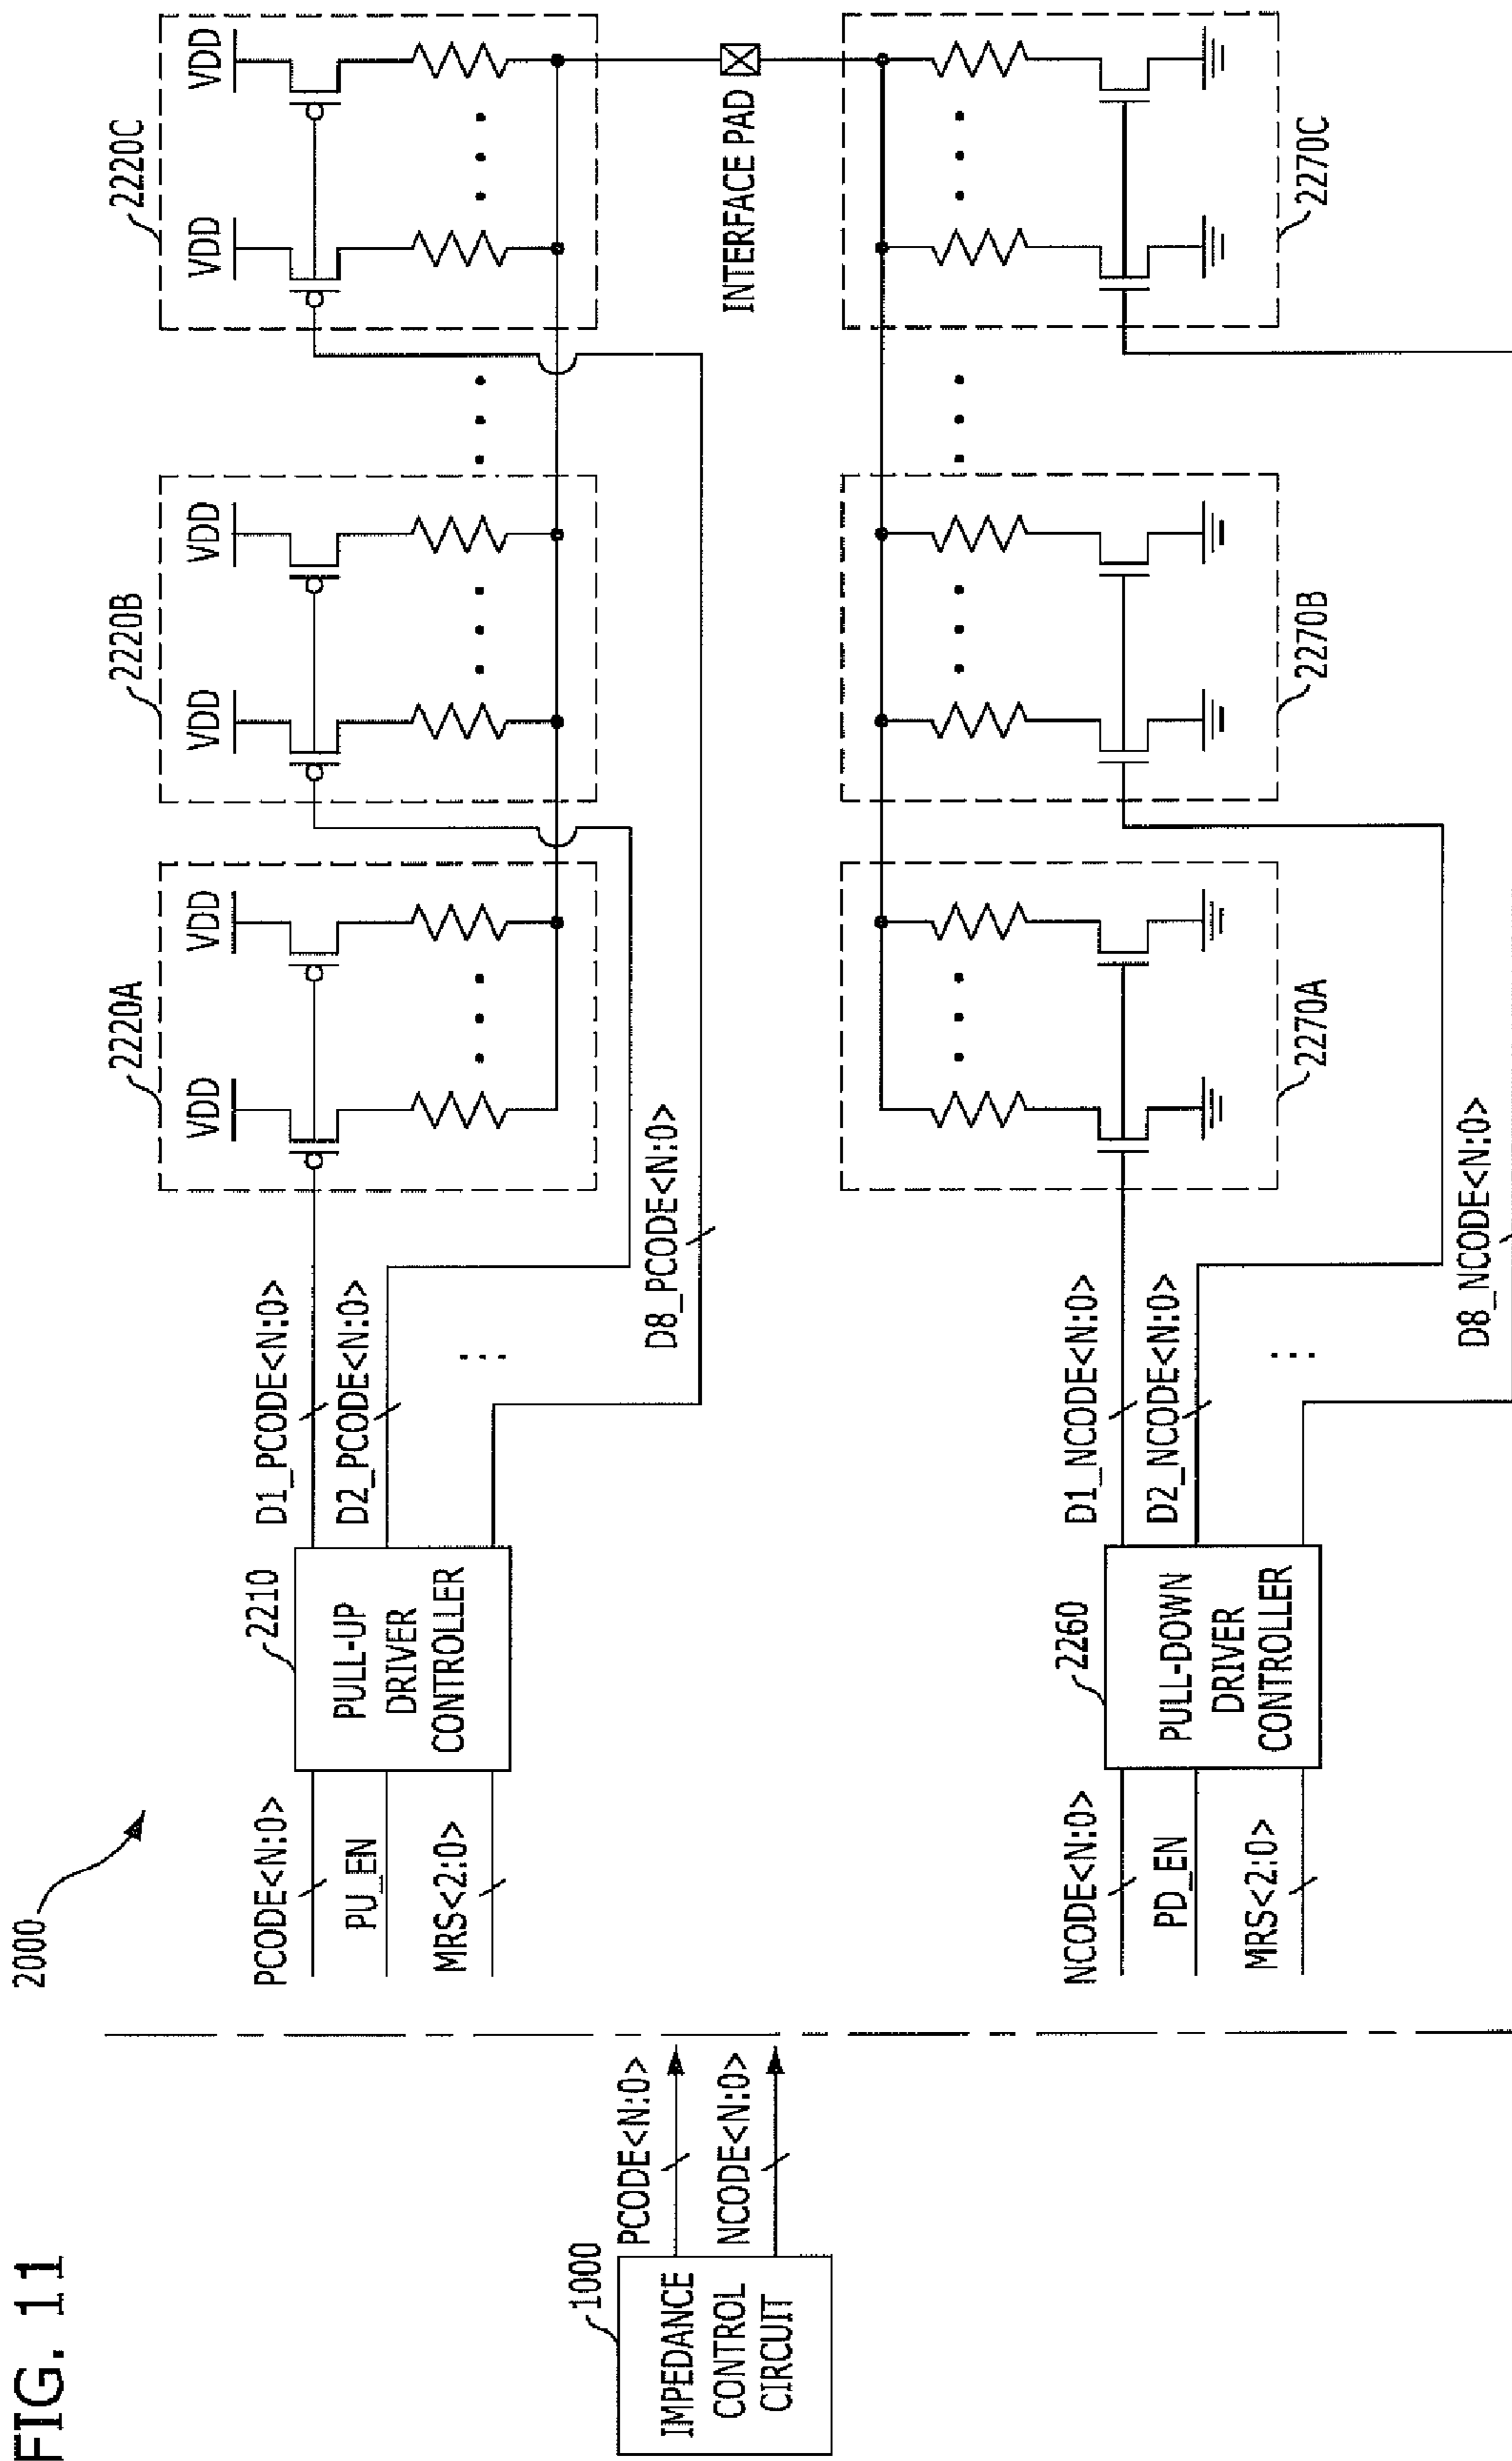 FIG. 11
2000
1000
IMPEDANCE
CONTROL
CIRCUIT
PCODE<N:0>
NCODE<N:0>
PCODE<N:0>
PU_EN
MRS<2:0>
2210
PULL-UP
DRIVER
CONTROLLER
D1_PCODE<N:0>
D2_PCODE<N:0>
D8_PCODE<N:0>
2220A
VDD
VDD
2220B
VDD
VDD
2220C
VDD
VDD
INTERFACE PAD
NCODE<N:0>
PD_EN
MRS<2:0>
2260
PULL-DOWN
DRIVER
CONTROLLER
D1_NCODE<N:0>
D2_NCODE<N:0>
D8_NCODE<N:0>
2270A
2270B
2270C